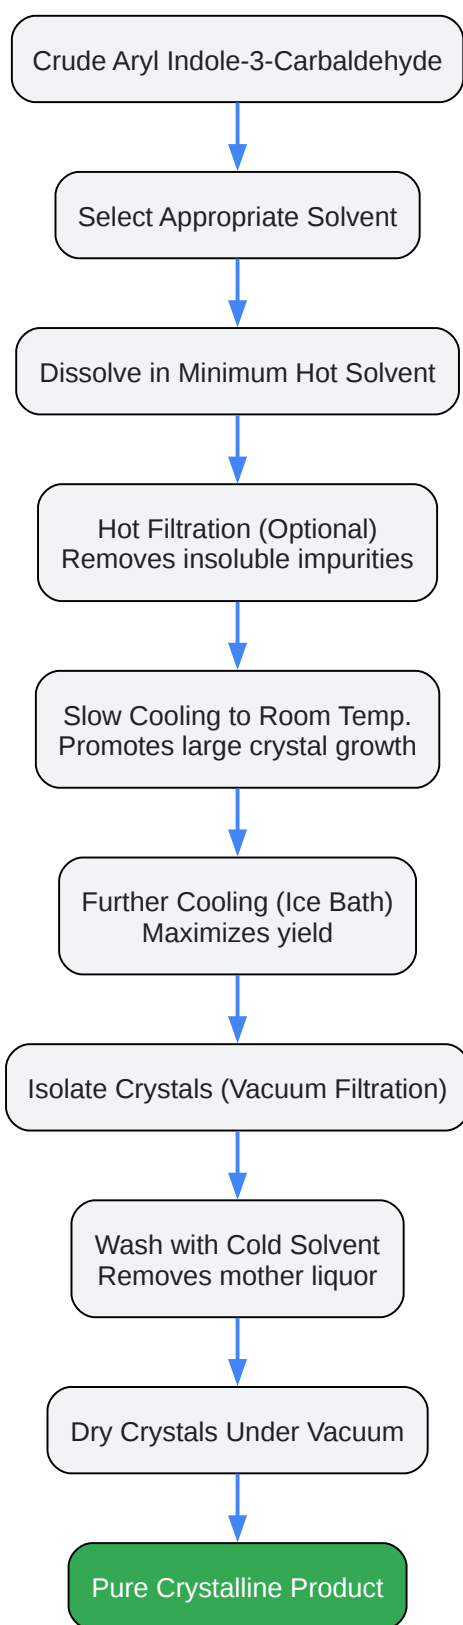 Crude Aryl Indole-3-Carbaldehyde
Select Appropriate Solvent
Dissolve in Minimum Hot Solvent
Hot Filtration (Optional)
Removes insoluble impurities
Slow Cooling to Room Temp.
Promotes large crystal growth
Further Cooling (Ice Bath)
Maximizes yield
Isolate Crystals (Vacuum Filtration)
Wash with Cold Solvent
Removes mother liquor
Dry Crystals Under Vacuum
Pure Crystalline Product